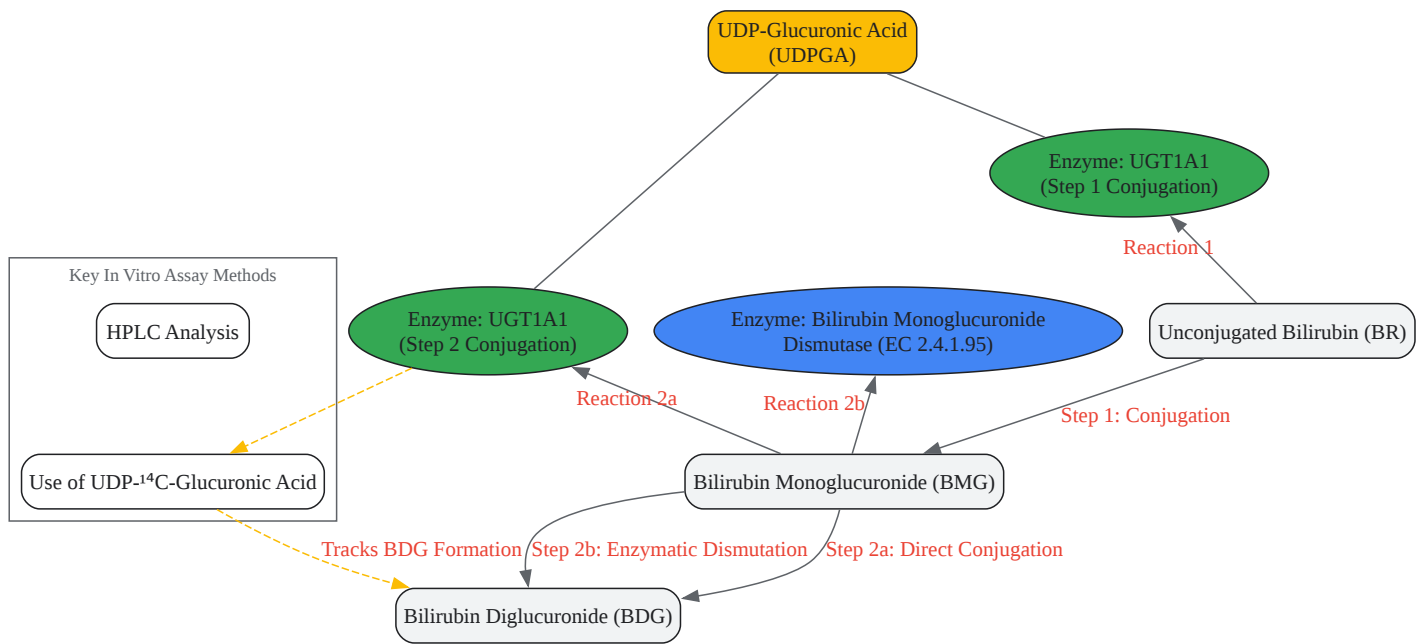 UDP-Glucuronic Acid
(UDPGA)
Enzyme: UGT1A1
(Step 1 Conjugation)
Reaction 1
Key In Vitro Assay Methods
HPLC Analysis
Enzyme: UGT1A1
(Step 2 Conjugation)
Enzyme: Bilirubin Monoglucuronide
Dismutase (EC 2.4.1.95)
Unconjugated Bilirubin (BR)
Reaction 2a
Reaction 2b
Step 1: Conjugation
Use of UDP-¹⁴C-Glucuronic Acid
Bilirubin Monoglucuronide (BMG)
Tracks BDG Formation
Step 2b: Enzymatic Dismutation
Step 2a: Direct Conjugation
Bilirubin Diglucuronide (BDG)